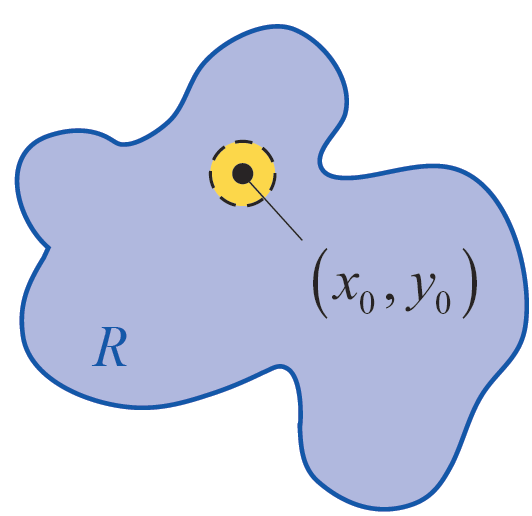 (x₀, y₀)
R